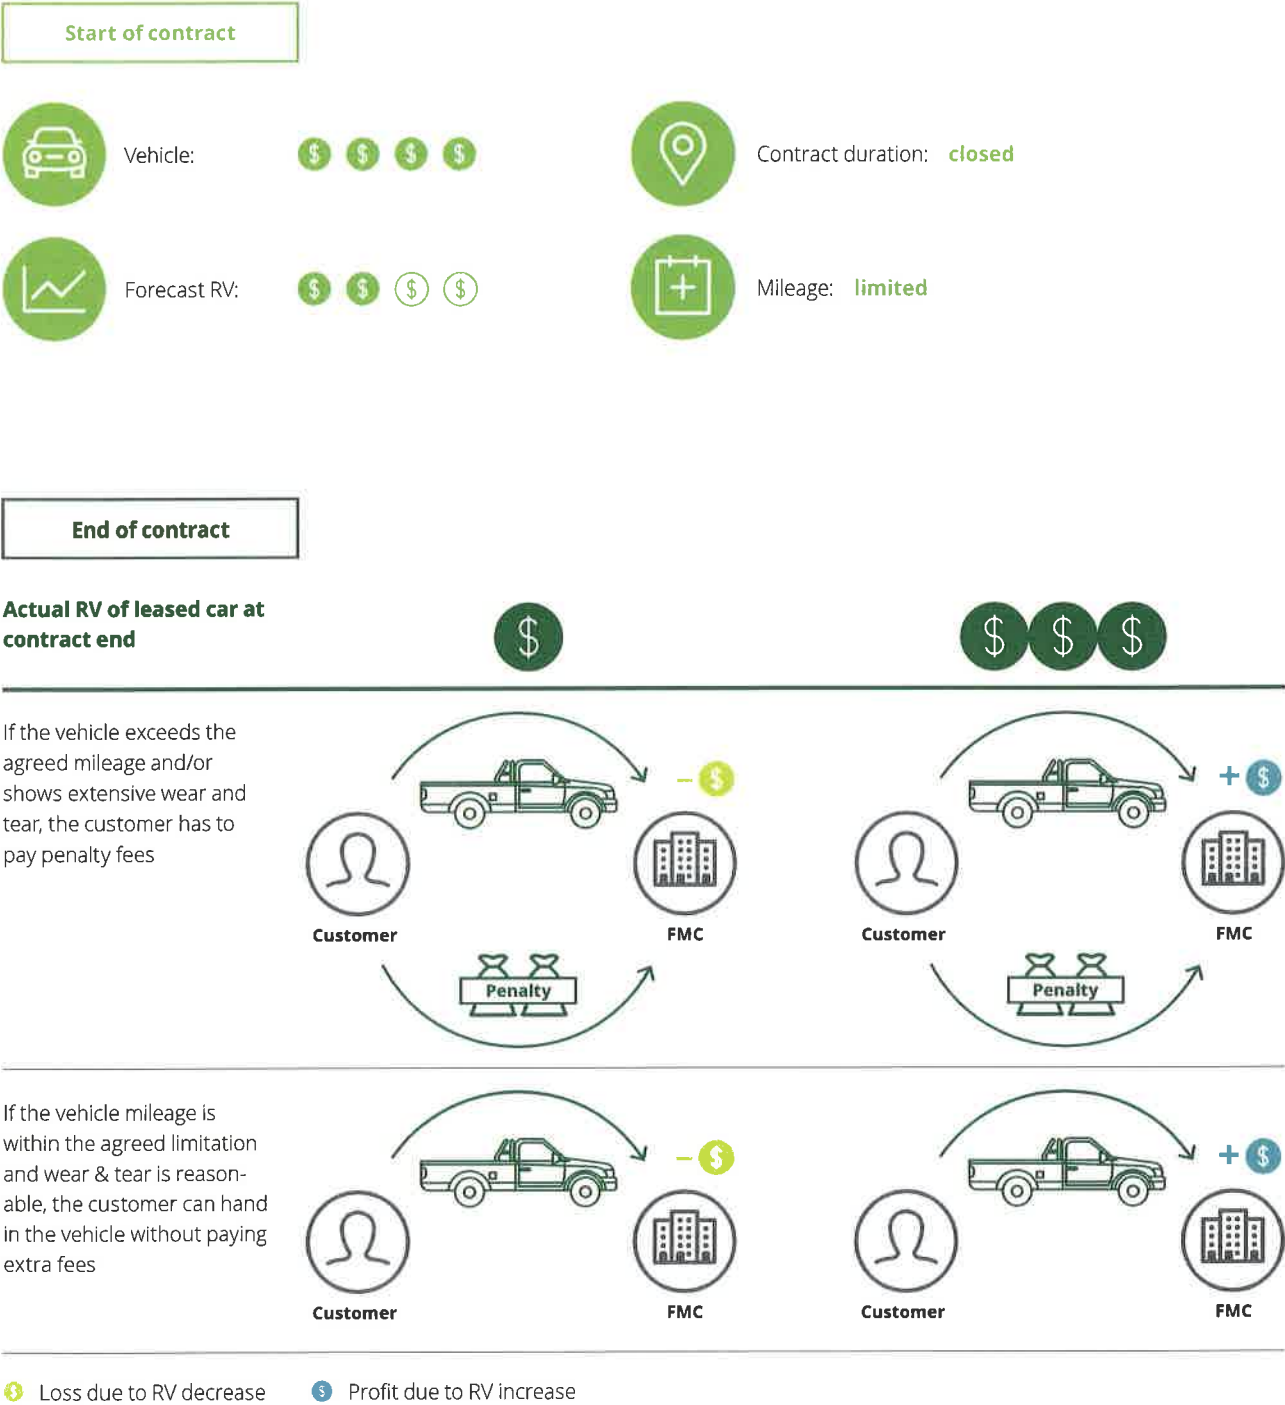 Start of contract
Vehicle: $ $ $ $
Contract duration: closed
Forecast RV: $ $ $ $
Mileage: limited
End of contract
Actual RV of leased car at
contract end
$
$ $ $
If the vehicle exceeds the
agreed mileage and/or
shows extensive wear and
tear, the customer has to
pay penalty fees
- $
+ $
Customer
FMC
Customer
FMC
Penalty
Penalty
If the vehicle mileage is
within the agreed limitation
and wear & tear is reason-
able, the customer can hand
in the vehicle without paying
extra fees
- $
+ $
Customer
FMC
Customer
FMC
$ Loss due to RV decrease
$ Profit due to RV increase